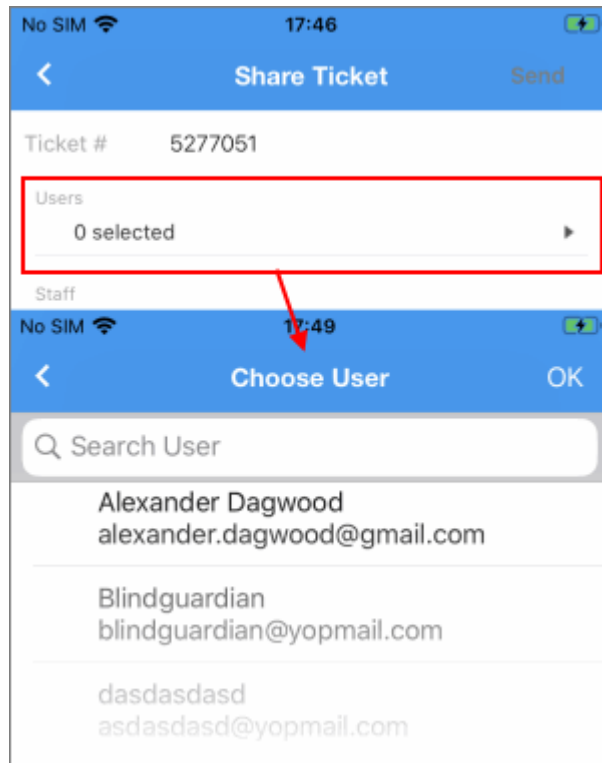 No SIM 17:46
Share Ticket Send
Ticket # 5277051
Users
0 selected
Staff
No SIM 17:49
Choose User OK
Search User
Alexander Dagwood
alexander.dagwood@gmail.com
Blindguardian
blindguardian@yopmail.com
dasdasdasd
asdasdasd@yopmail.com